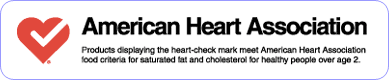 American Heart Association
Products displaying the heart-check mark meet American Heart Association
food criteria for saturated fat and cholesterol for healthy people over age 2.